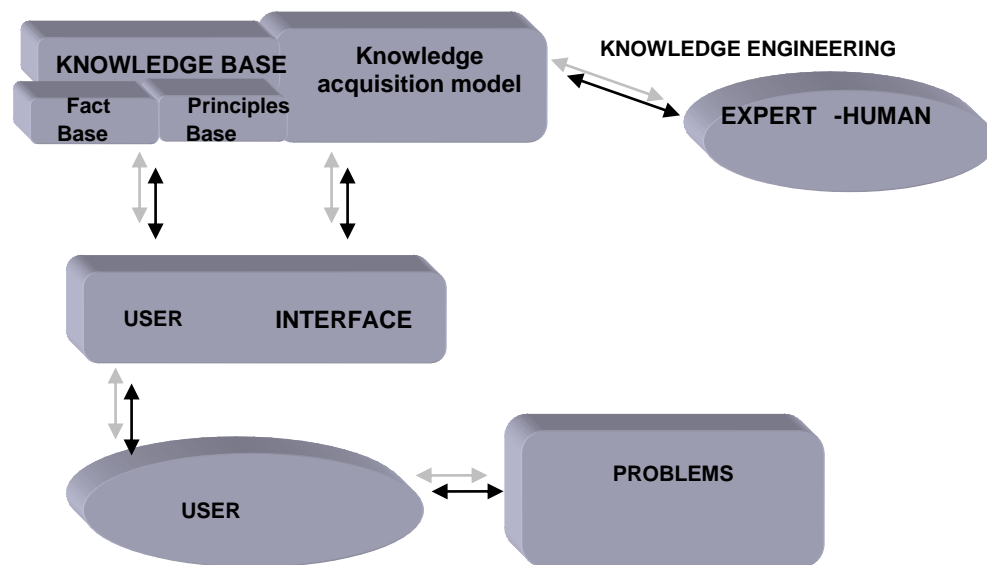 KNOWLEDGE BASE
Knowledge
acquisition model
KNOWLEDGE ENGINEERING
Fact
Base
Principles
Base
EXPERT -HUMAN
USER INTERFACE
USER
PROBLEMS